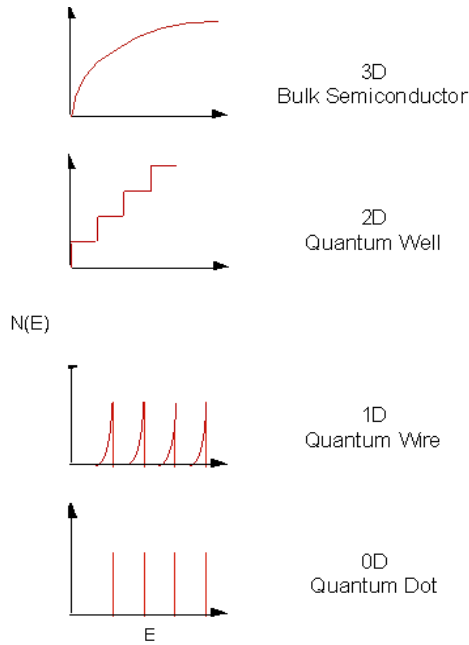 3D
Bulk Semiconductor
2D
Quantum Well
N(E)
1D
Quantum Wire
0D
Quantum Dot
E